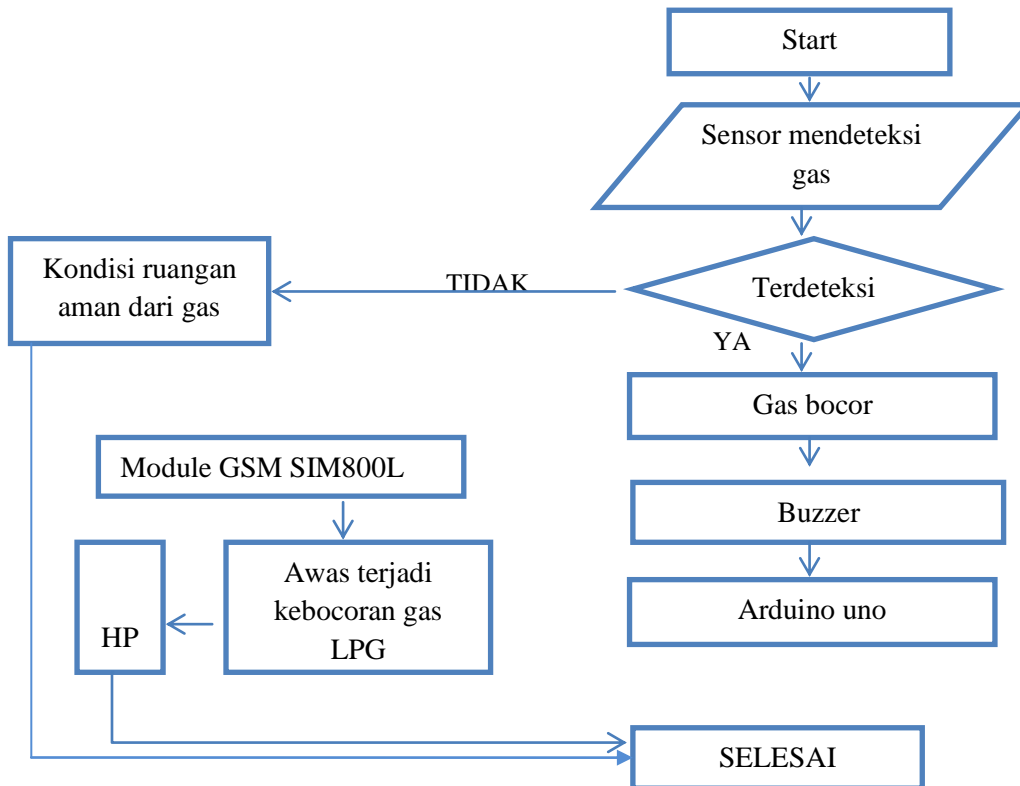 Start
Sensor mendeteksi
gas
Terdeteksi
TIDAK
Kondisi ruangan
aman dari gas
YA
Gas bocor
Buzzer
Arduino uno
Module GSM SIM800L
Awas terjadi
kebocoran gas
LPG
HP
SELESAI